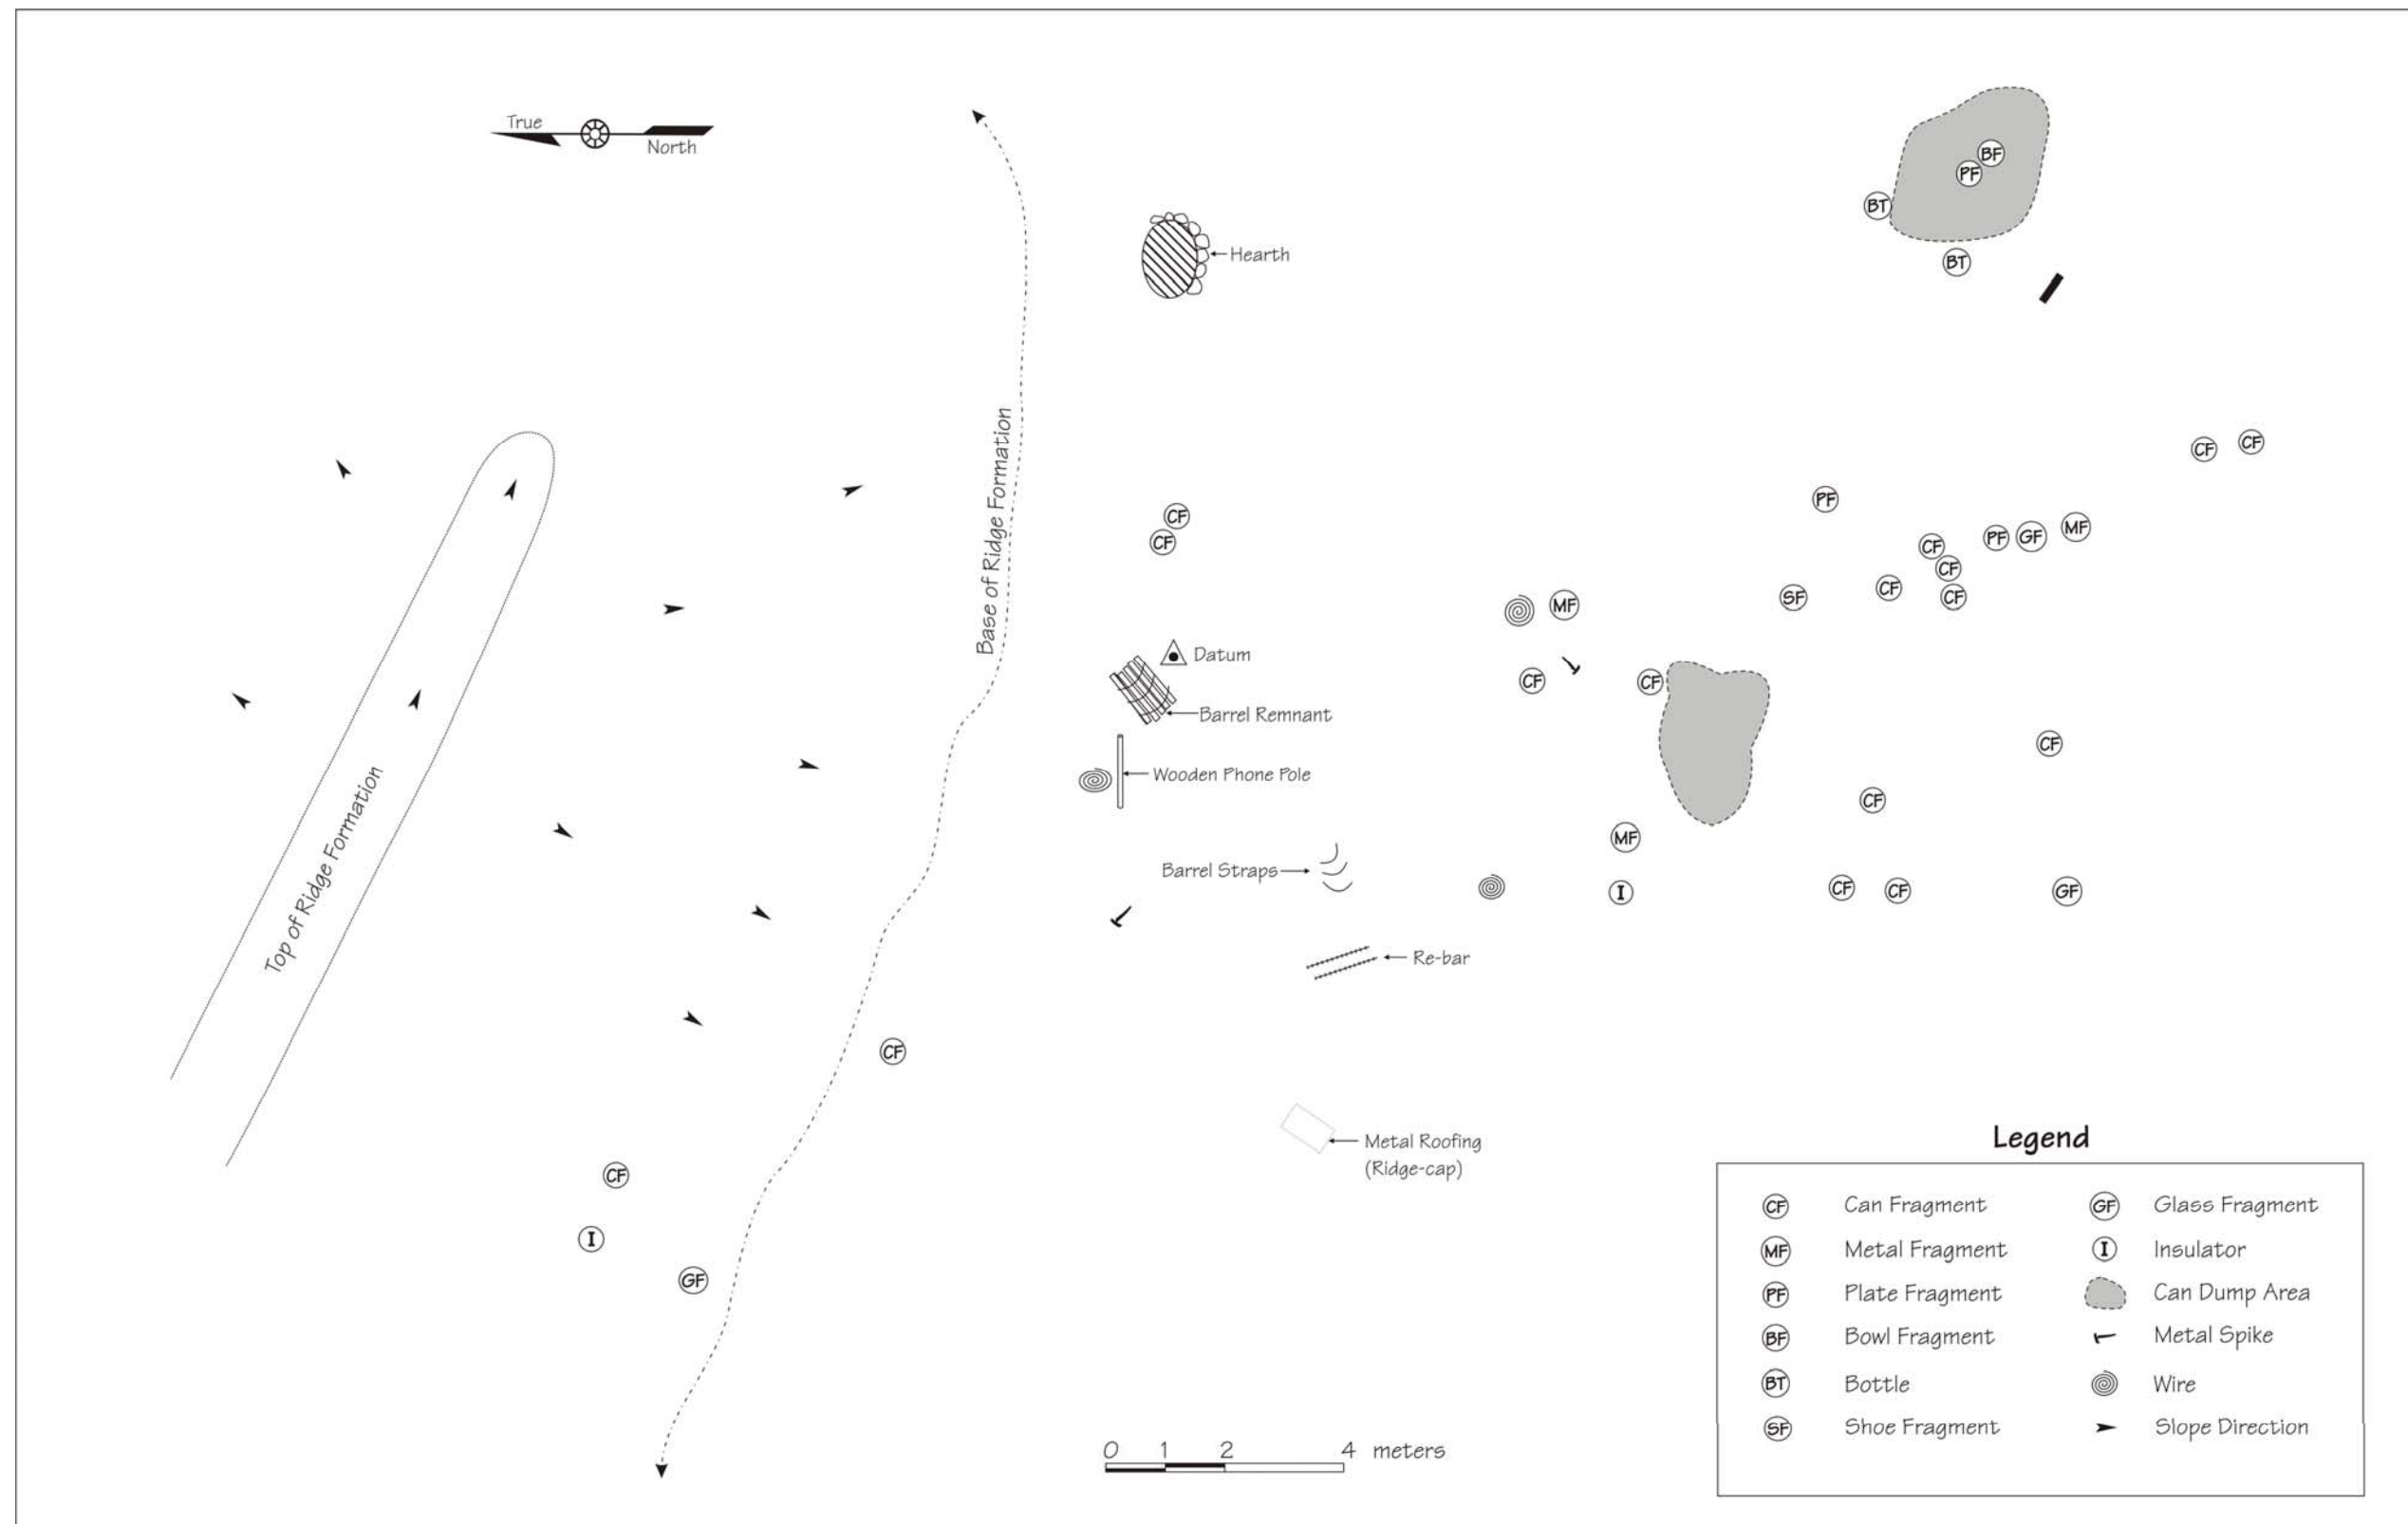 True
North
BF
PF
BT
BT
Hearth
CF
CF
Base of Ridge Formation
CF
CF
PF
CF
PF
GF
MF
CF
CF
CF
SF
MF
Datum
CF
CF
Barrel Remnant
CF
Wooden Phone Pole
CF
Top of Ridge Formation
MF
Barrel Straps
I
CF
CF
GF
Re-bar
CF
Metal Roofing
(Ridge-cap)
CF
I
GF
0 1 2 4 meters
Legend
CF Can Fragment
MF Metal Fragment
PF Plate Fragment
BF Bowl Fragment
BT Bottle
SF Shoe Fragment
GF Glass Fragment
I Insulator
Can Dump Area
Metal Spike
Wire
Slope Direction